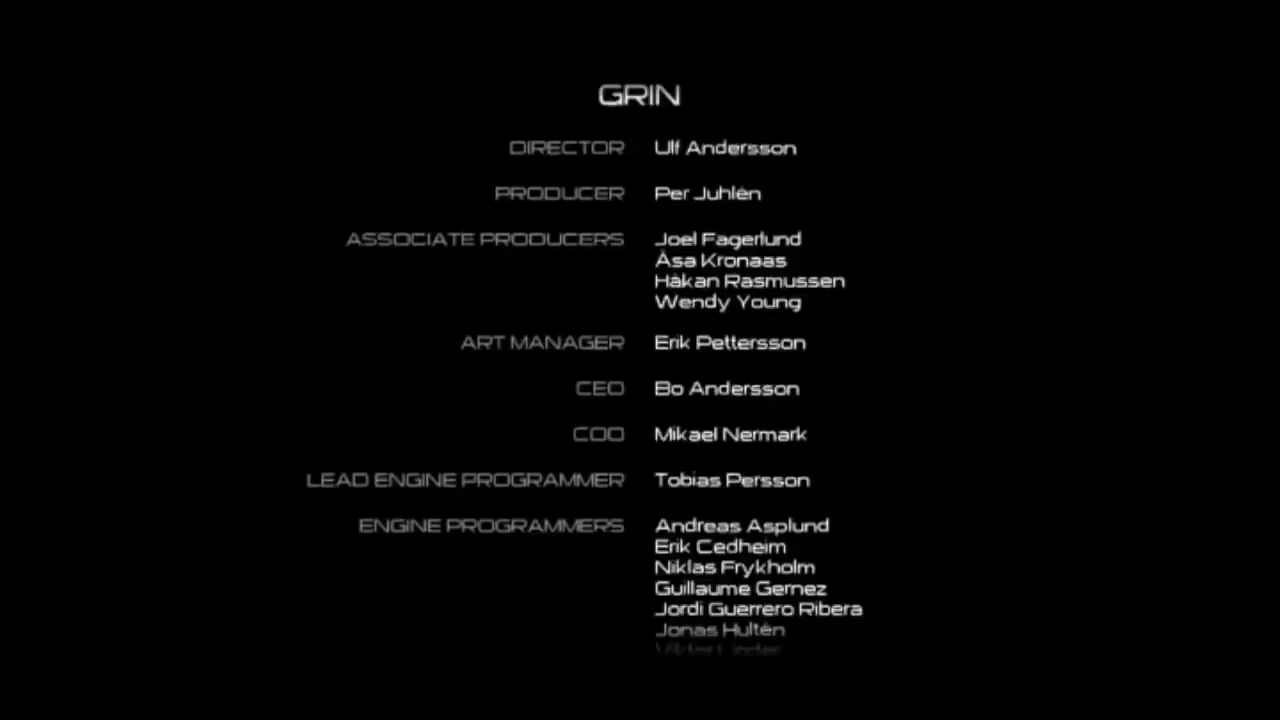 GRIN
DIRECTOR Ulf Andersson
PRODUCER Per Juhlén
ASSOCIATE PRODUCERS Joel Fagerlund
Åsa Kronaas
Håkan Rasmussen
Wendy Young
ART MANAGER Erik Pettersson
CEO Bo Andersson
COO Mikael Nermark
LEAD ENGINE PROGRAMMER Tobias Persson
ENGINE PROGRAMMERS Andreas Asplund
Erik Cedheim
Niklas Frykholm
Guillaume Gernez
Jordi Guerrero Ribera
Jonas Hultén